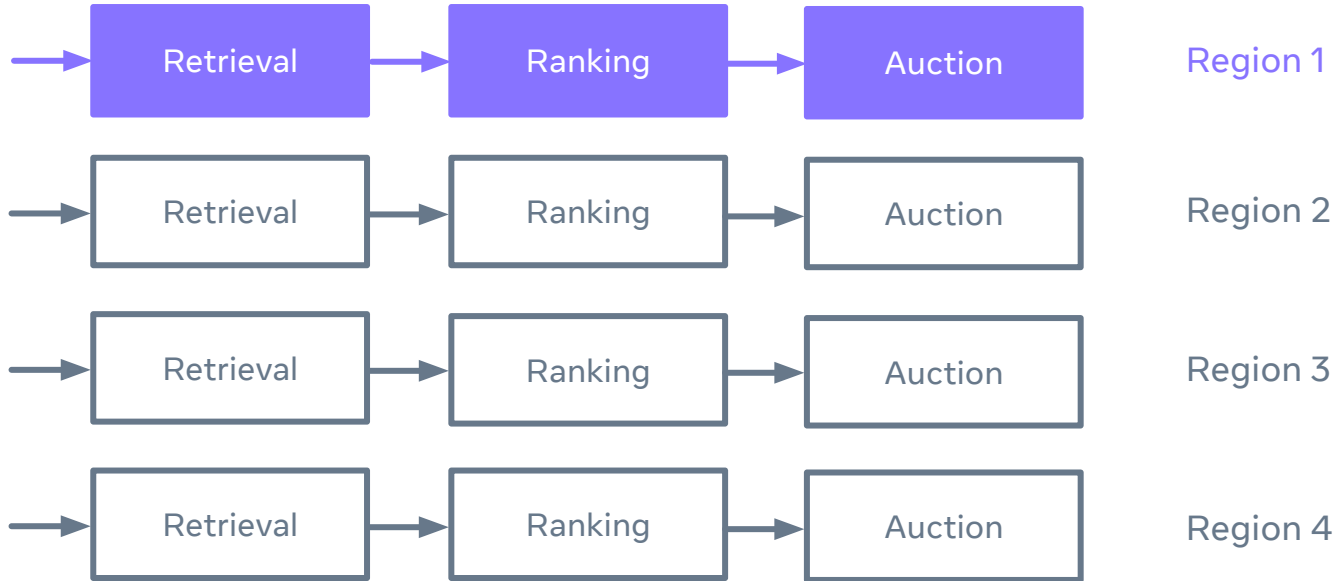 Retrieval Ranking Auction Region 1
Retrieval Ranking Auction Region 2
Retrieval Ranking Auction Region 3
Retrieval Ranking Auction Region 4